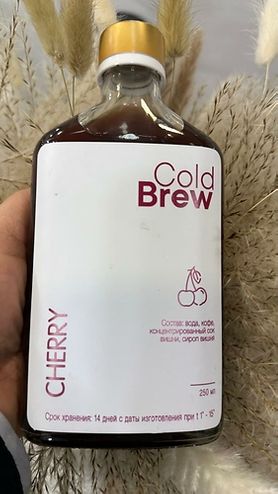 Cold
Brew
CHERRY
Состав: вода, кофе,
концентрированный сок
вишни, сироп вишня
250 мл
Срок хранения: 14 дней с даты изготовления при t 1° - 15°